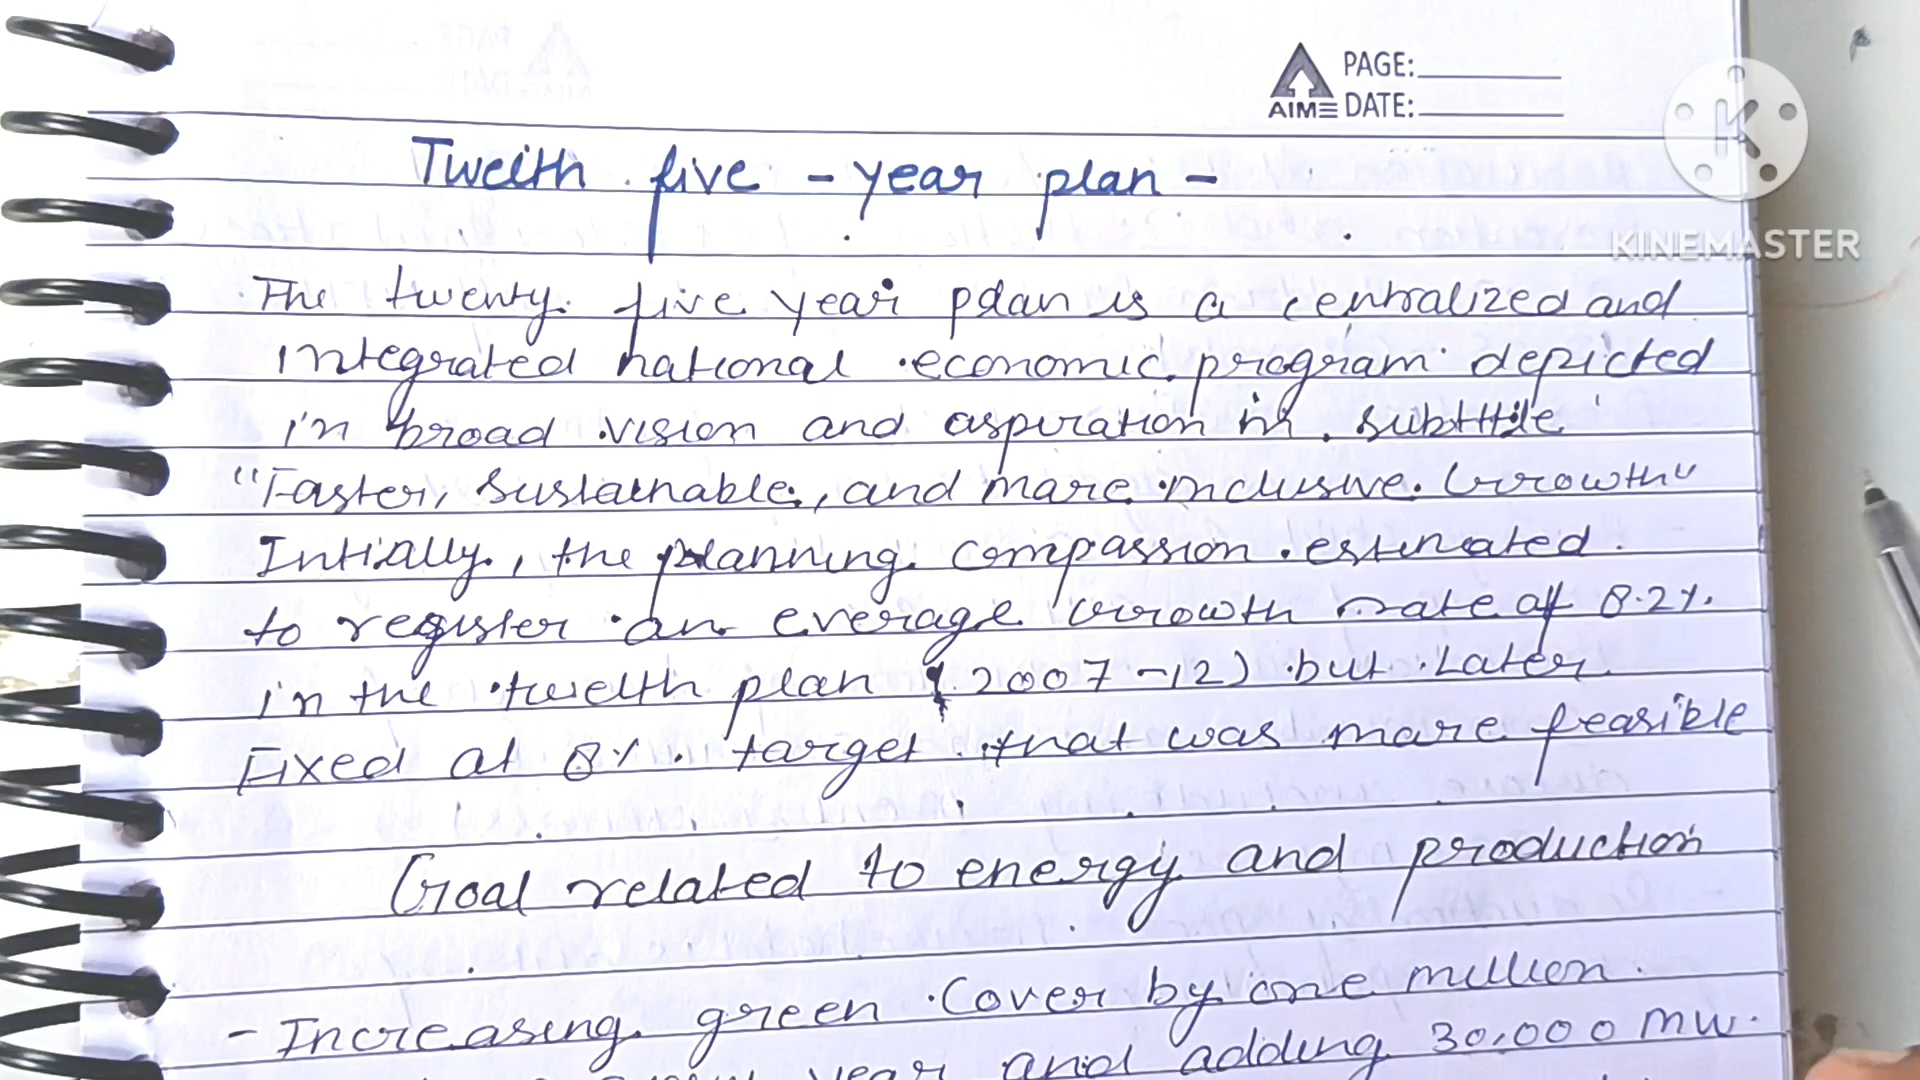 PAGE:
AIM DATE:
K
KINEMASTER
Twelth five - year plan -
The twenty five year plan is a centralized and
integrated national economic program depicted
in broad vision and aspiration in subtitile
"Faster, Sustainable, and more inclusive Growth"
Intially, the planning compassion estimated
to register an everage Growth rate of 8.2%.
in the twelth plan (2007-12) but Later
Fixed at 8% target that was more feasible
Goal related to energy and production
- Increasing green cover by one million
year and adding 30,000 MW.